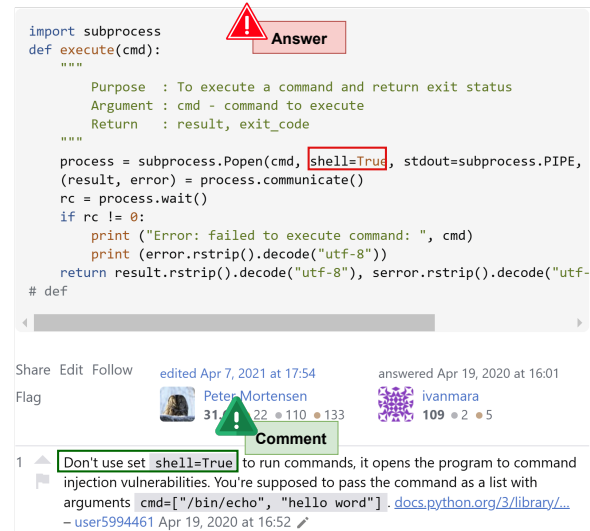 Answer
import subprocess
def execute(cmd):
"""
Purpose : To execute a command and return exit status
Argument : cmd - command to execute
Return : result, exit_code
"""
process = subprocess.Popen(cmd, shell=True, stdout=subprocess.PIPE,
(result, error) = process.communicate()
rc = process.wait()
if rc != 0:
print ("Error: failed to execute command: ", cmd)
print (error.rstrip().decode("utf-8"))
return result.rstrip().decode("utf-8"), serror.rstrip().decode("utf-
# def
Share Edit Follow
Flag
edited Apr 7, 2021 at 17:54
Peter Mortensen
22 110 133
answered Apr 19, 2020 at 16:01
ivanmara
109 2 5
Comment
1 Don't use set shell=True to run commands, it opens the program to command
injection vulnerabilities. You're supposed to pass the command as a list with
arguments cmd=["/bin/echo", "hello word"] . docs.python.org/3/library/...
– user5994461 Apr 19, 2020 at 16:52